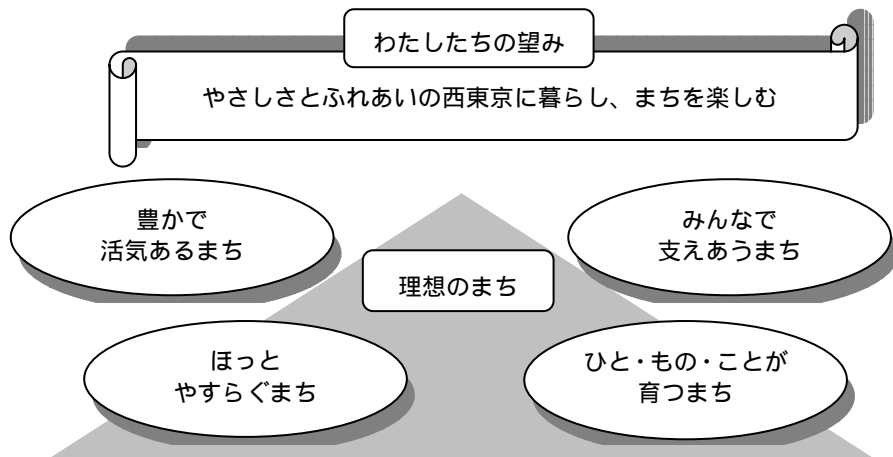 わたしたちの望み
やさしさとふれあいの西東京に暮らし、まちを楽しむ
豊かで
活気あるまち
みんなで
支えあうまち
理想のまち
ほっと
やすらぐまち
ひと・もの・ことが
育つまち